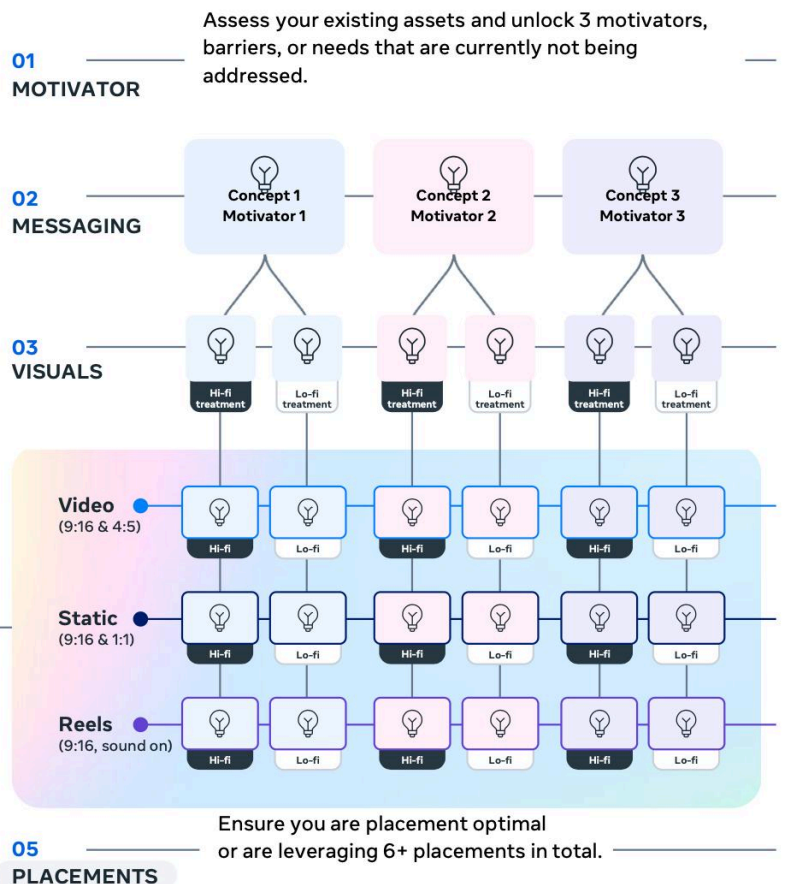 Assess your existing assets and unlock 3 motivators,
barriers, or needs that are currently not being
addressed.
01
MOTIVATOR
02
MESSAGING
Concept 1
Motivator 1
Concept 2
Motivator 2
Concept 3
Motivator 3
03
VISUALS
Hi-fi
treatment
Lo-fi
treatment
Hi-fi
treatment
Lo-fi
treatment
Hi-fi
treatment
Lo-fi
treatment
Video
(9:16 & 4:5)
Hi-fi
Lo-fi
Hi-fi
Lo-fi
Hi-fi
Lo-fi
Static
(9:16 & 1:1)
Hi-fi
Lo-fi
Hi-fi
Lo-fi
Hi-fi
Lo-fi
Reels
(9:16, sound on)
Hi-fi
Lo-fi
Hi-fi
Lo-fi
Hi-fi
Lo-fi
05
PLACEMENTS
Ensure you are placement optimal
or are leveraging 6+ placements in total.